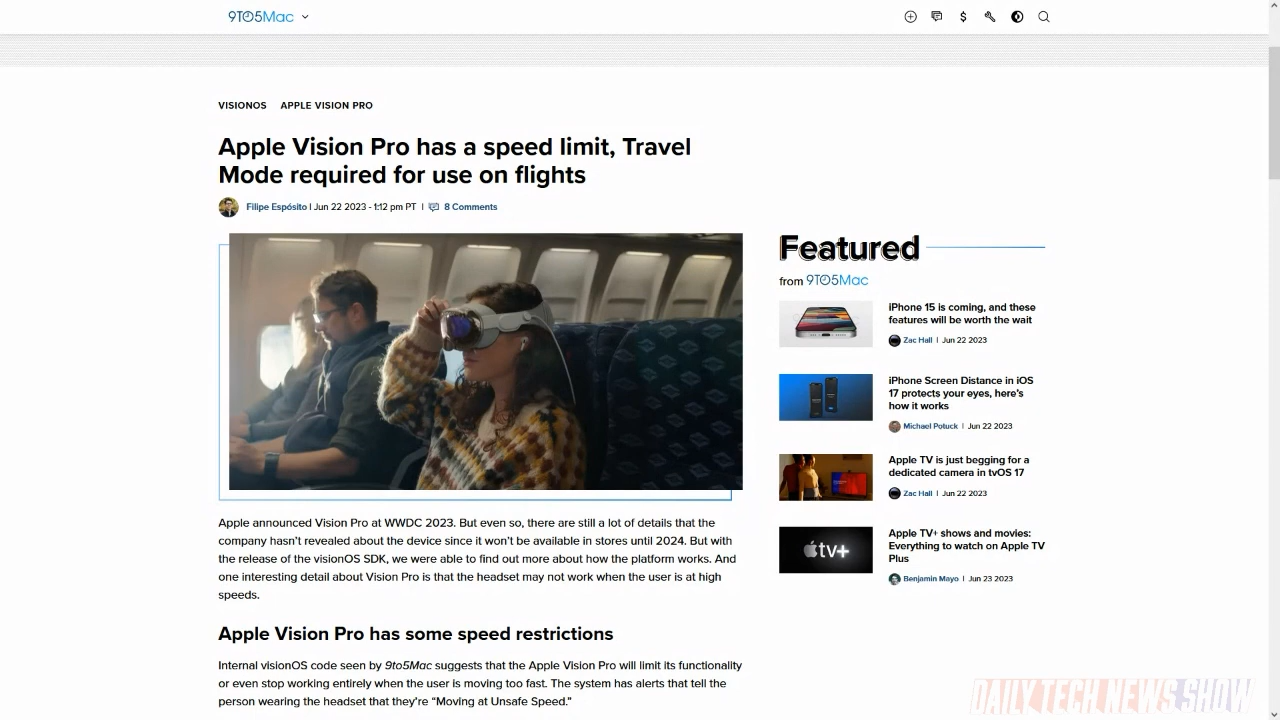 9TO5Mac
VISIONOS APPLE VISION PRO
Apple Vision Pro has a speed limit, Travel
Mode required for use on flights
Filipe Espósito | Jun 22 2023 - 1:12 pm PT | 8 Comments
Apple announced Vision Pro at WWDC 2023. But even so, there are still a lot of details that the
company hasn't revealed about the device since it won't be available in stores until 2024. But with
the release of the visionOS SDK, we were able to find out more about how the platform works. And
one interesting detail about Vision Pro is that the headset may not work when the user is at high
speeds.
Apple Vision Pro has some speed restrictions
Internal visionOS code seen by 9to5Mac suggests that the Apple Vision Pro will limit its functionality
or even stop working entirely when the user is moving too fast. The system has alerts that tell the
person wearing the headset that they're “Moving at Unsafe Speed.”
Featured
from 9TO5Mac
iPhone 15 is coming, and these
features will be worth the wait
Zac Hall | Jun 22 2023
iPhone Screen Distance in iOS
17 protects your eyes, here's
how it works
Michael Potuck | Jun 22 2023
Apple TV is just begging for a
dedicated camera in tvOS 17
Zac Hall | Jun 22 2023
tv+
Apple TV+ shows and movies:
Everything to watch on Apple TV
Plus
Benjamin Mayo | Jun 23 2023
DAILY TECH NEWS SHOW